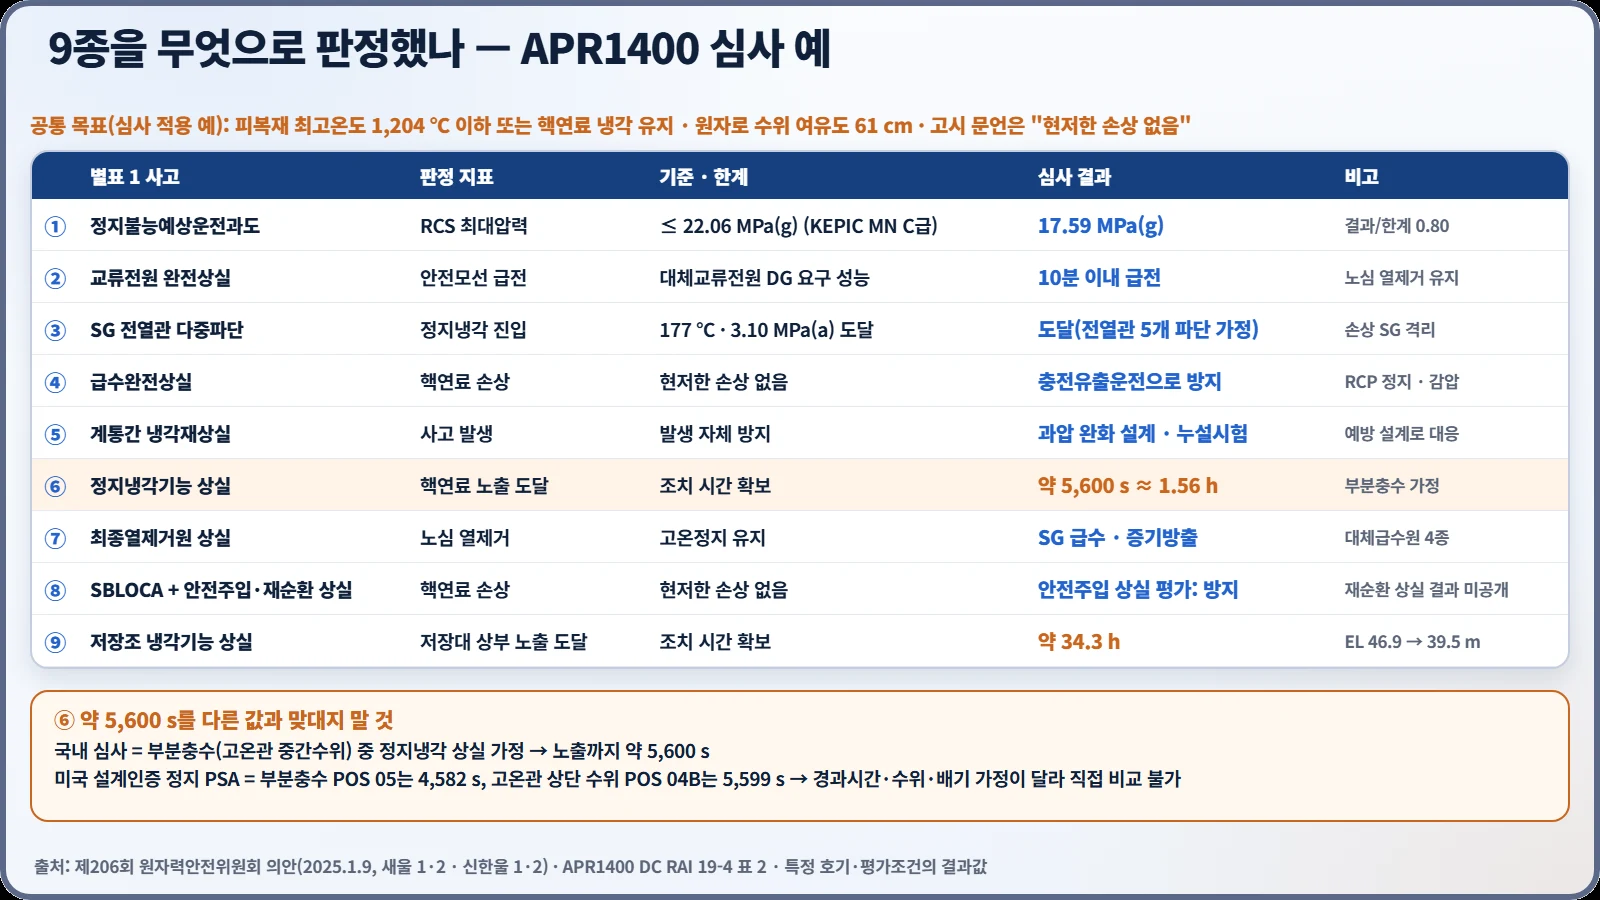 9종을 무엇으로 판정했나 — APR1400 심사 예
공통 목표(심사 적용 예): 피복재 최고온도 1,204 °C 이하 또는 핵연료 냉각 유지 · 원자로 수위 여유도 61 cm · 고시 문언은 "현저한 손상 없음"
별표 1 사고 판정 지표 기준 · 한계 심사 결과 비고
① 정지불능예상운전과도 RCS 최대압력 ≤ 22.06 MPa(g) (KEPIC MN C급) 17.59 MPa(g) 결과/한계 0.80
② 교류전원 완전상실 안전모선 급전 대체교류전원 DG 요구 성능 10분 이내 급전 노심 열제거 유지
③ SG 전열관 다중파단 정지냉각 진입 177 °C · 3.10 MPa(a) 도달 도달(전열관 5개 파단 가정) 손상 SG 격리
④ 급수완전상실 핵연료 손상 현저한 손상 없음 충전유출운전으로 방지 RCP 정지 · 감압
⑤ 계통간 냉각재상실 사고 발생 발생 자체 방지 과압 완화 설계 · 누설시험 예방 설계로 대응
⑥ 정지냉각기능 상실 핵연료 노출 도달 조치 시간 확보 약 5,600 s ≈ 1.56 h 부분충수 가정
⑦ 최종열제거원 상실 노심 열제거 고온정지 유지 SG 급수 · 증기방출 대체급수원 4종
⑧ SBLOCA + 안전주입·재순환 상실 핵연료 손상 현저한 손상 없음 안전주입 상실 평가: 방지 재순환 상실 결과 미공개
⑨ 저장조 냉각기능 상실 저장대 상부 노출 도달 조치 시간 확보 약 34.3 h EL 46.9 → 39.5 m
⑥ 약 5,600 s를 다른 값과 맞대지 말 것
국내 심사 = 부분충수(고온관 중간수위) 중 정지냉각 상실 가정 → 노출까지 약 5,600 s
미국 설계인증 정지 PSA = 부분충수 POS 05는 4,582 s, 고온관 상단 수위 POS 04B는 5,599 s → 경과시간·수위·배기 가정이 달라 직접 비교 불가
출처: 제206회 원자력안전위원회 의안(2025.1.9, 새울 1·2 · 신한울 1·2) · APR1400 DC RAI 19-4 표 2 · 특정 호기·평가조건의 결과값